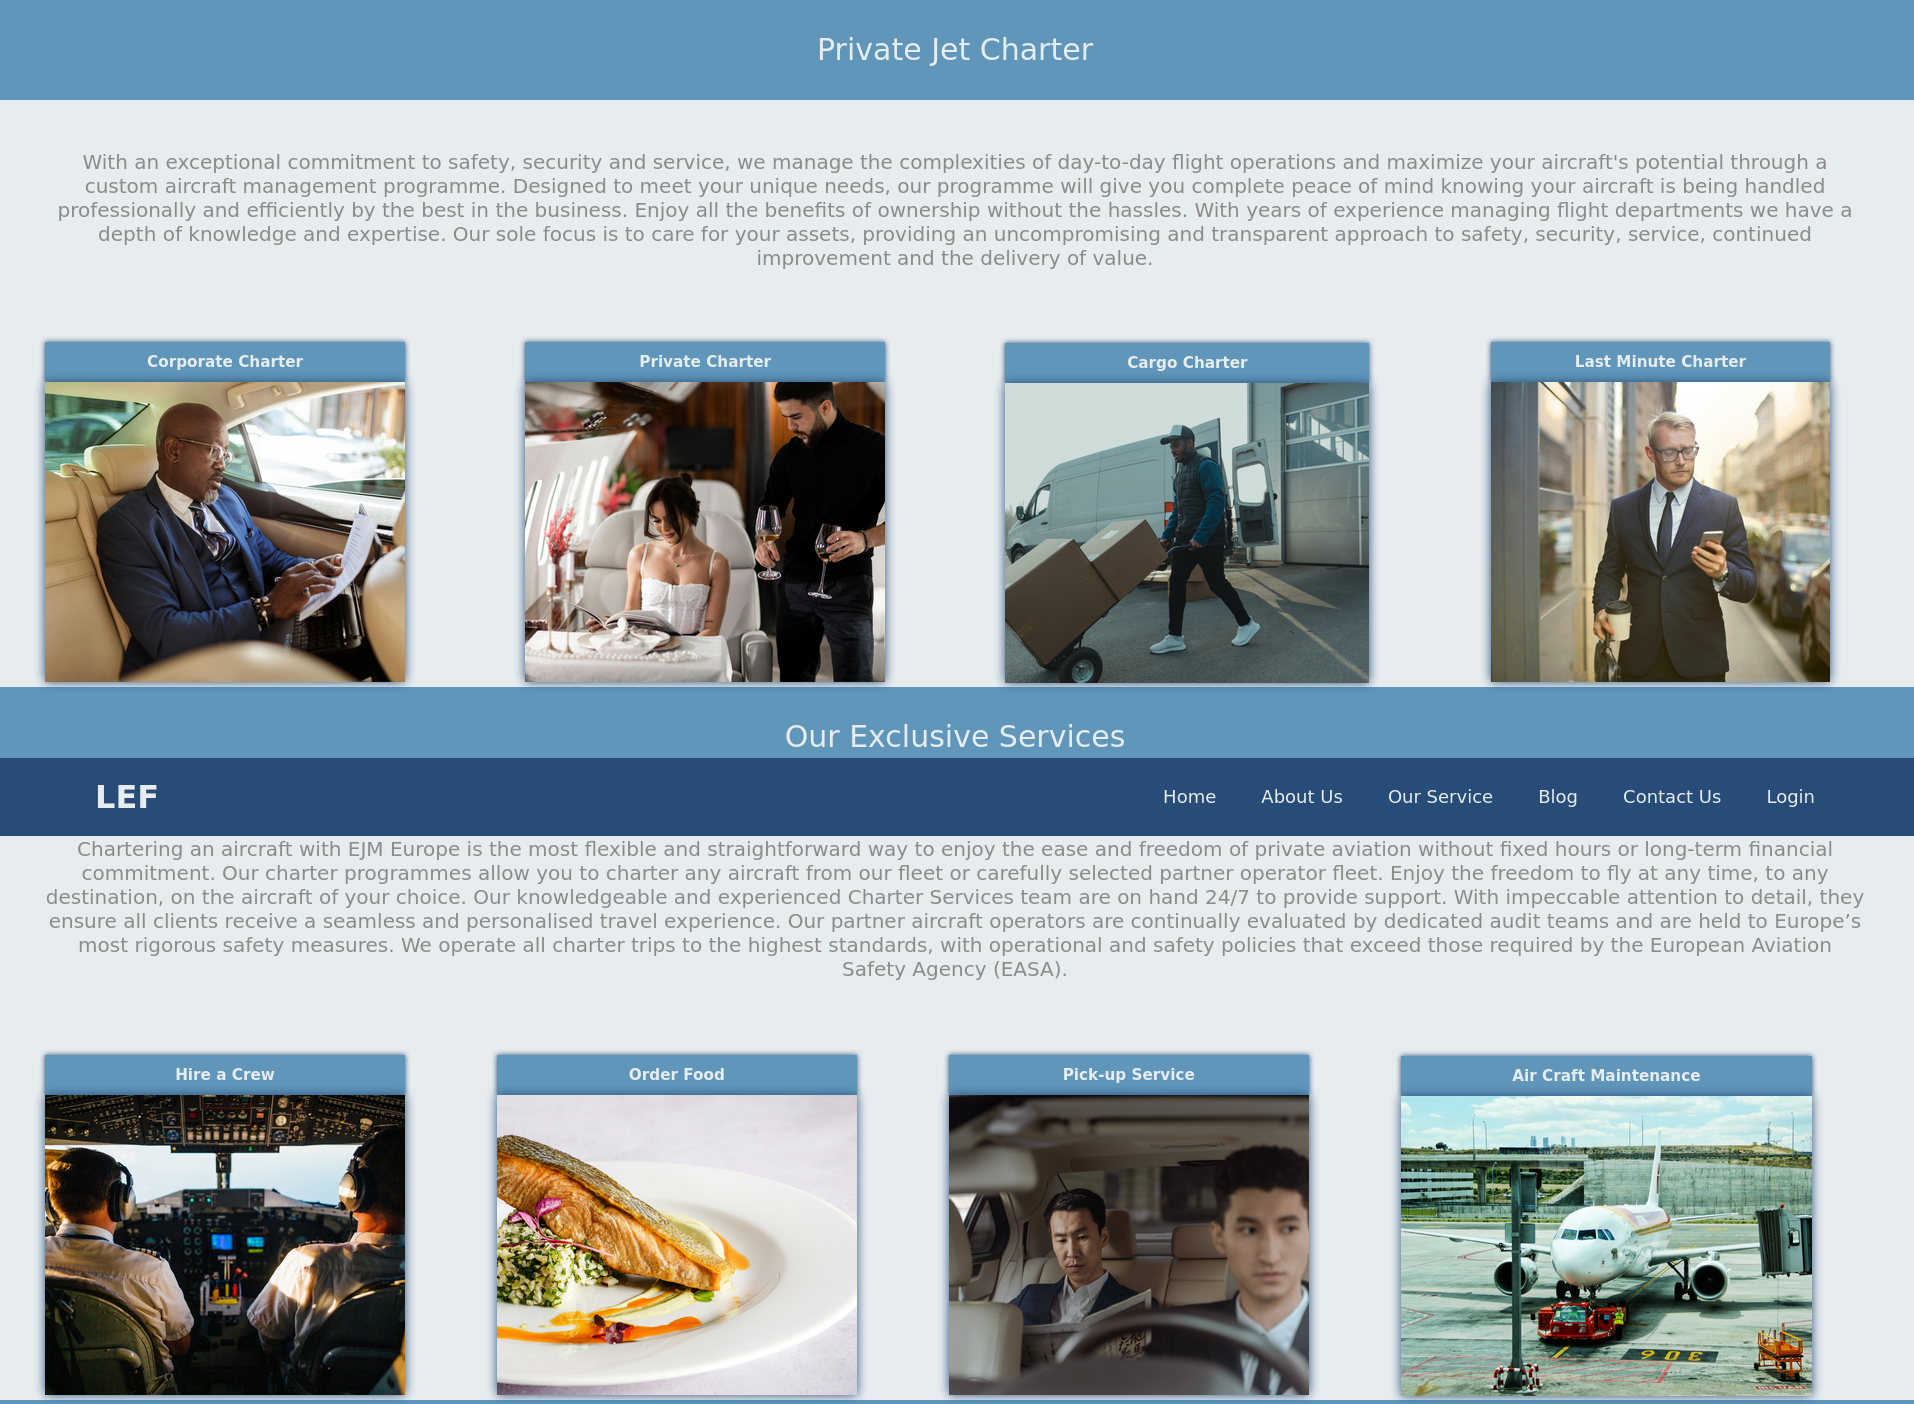 Private Jet Charter
With an exceptional commitment to safety, security and service, we manage the complexities of day-to-day flight operations and maximize your aircraft's potential through a
custom aircraft management programme. Designed to meet your unique needs, our programme will give you complete peace of mind knowing your aircraft is being handled
professionally and efficiently by the best in the business. Enjoy all the benefits of ownership without the hassles. With years of experience managing flight departments we have a
depth of knowledge and expertise. Our sole focus is to care for your assets, providing an uncompromising and transparent approach to safety, security, service, continued
improvement and the delivery of value.
Corporate Charter
Private Charter
Cargo Charter
Last Minute Charter
Our Exclusive Services
LEF
Home
About Us
Our Service
Blog
Contact Us
Login
Chartering an aircraft with EJM Europe is the most flexible and straightforward way to enjoy the ease and freedom of private aviation without fixed hours or long-term financial
commitment. Our charter programmes allow you to charter any aircraft from our fleet or carefully selected partner operator fleet. Enjoy the freedom to fly at any time, to any
destination, on the aircraft of your choice. Our knowledgeable and experienced Charter Services team are on hand 24/7 to provide support. With impeccable attention to detail, they
ensure all clients receive a seamless and personalised travel experience. Our partner aircraft operators are continually evaluated by dedicated audit teams and are held to Europe’s
most rigorous safety measures. We operate all charter trips to the highest standards, with operational and safety policies that exceed those required by the European Aviation
Safety Agency (EASA).
Hire a Crew
Order Food
Pick-up Service
Air Craft Maintenance
306